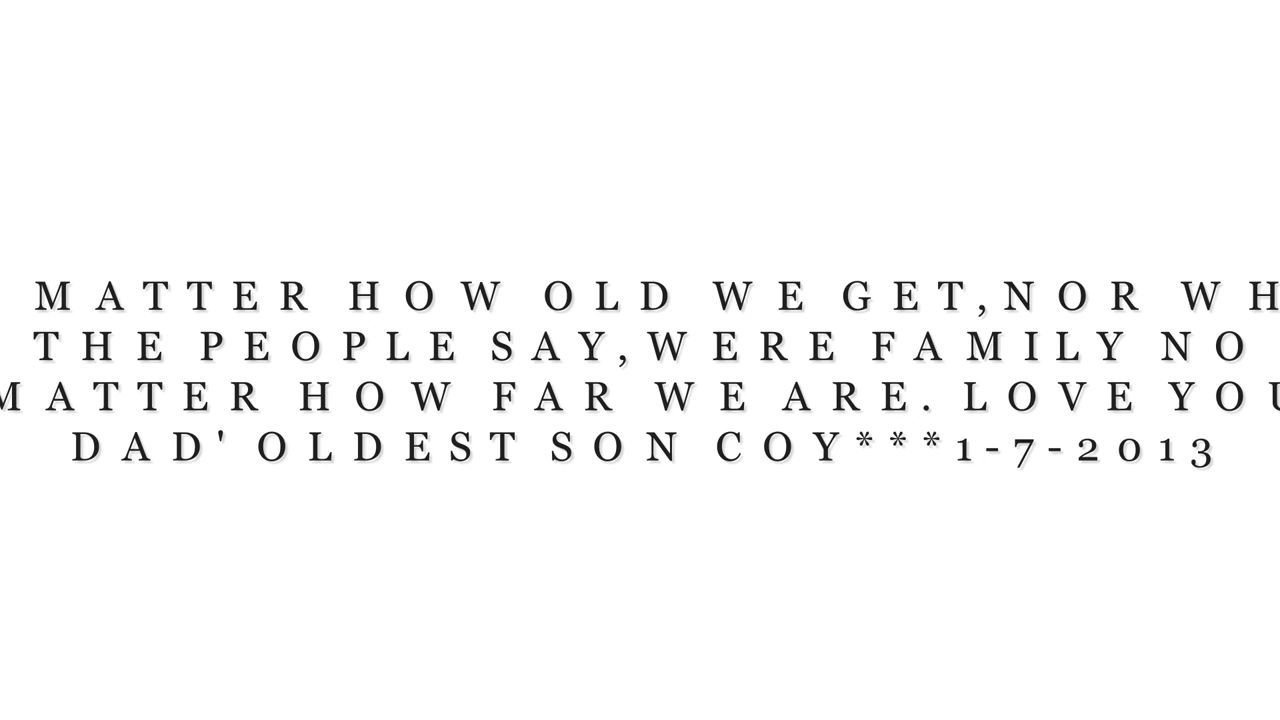 MATTER HOW OLD WE GET,NOR WH
THE PEOPLE SAY,WERE FAMILY NO
MATTER HOW FAR WE ARE. LOVE YOU
DAD' OLDEST SON COY***1-7-2013